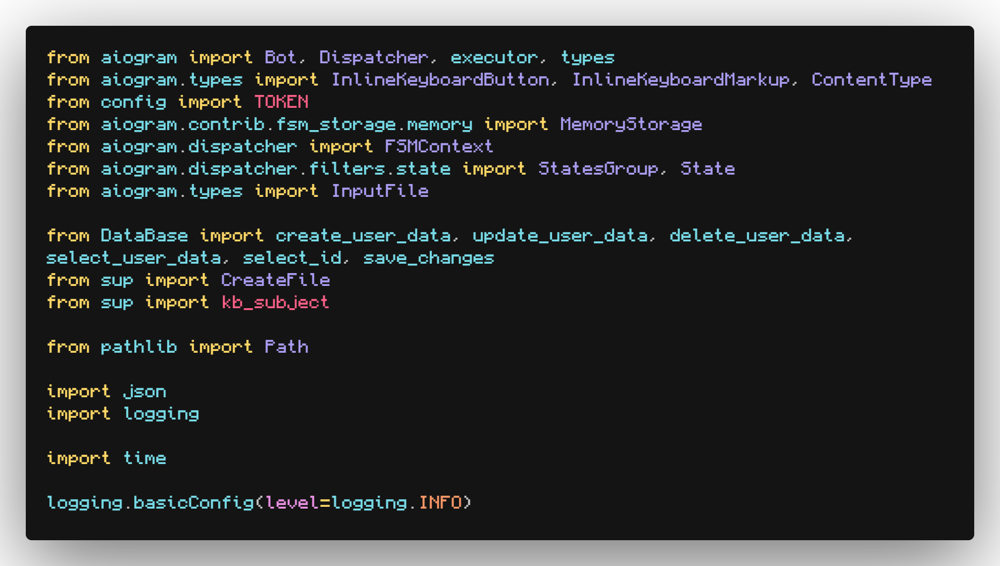 from aiogram import Bot, Dispatcher, executor, types
from aiogram.types import InlineKeyboardButton, InlineKeyboardMarkup, ContentType
from config import TOKEN
from aiogram.contrib.fsm_storage.memory import MemoryStorage
from aiogram.dispatcher import FSMContext
from aiogram.dispatcher.filters.state import StatesGroup, State
from aiogram.types import InputFile

from DataBase import create_user_data, update_user_data, delete_user_data,
select_user_data, select_id, save_changes
from sup import CreateFile
from sup import kb_subject

from pathlib import Path

import json
import logging

import time

logging.basicConfig(level=logging.INFO)